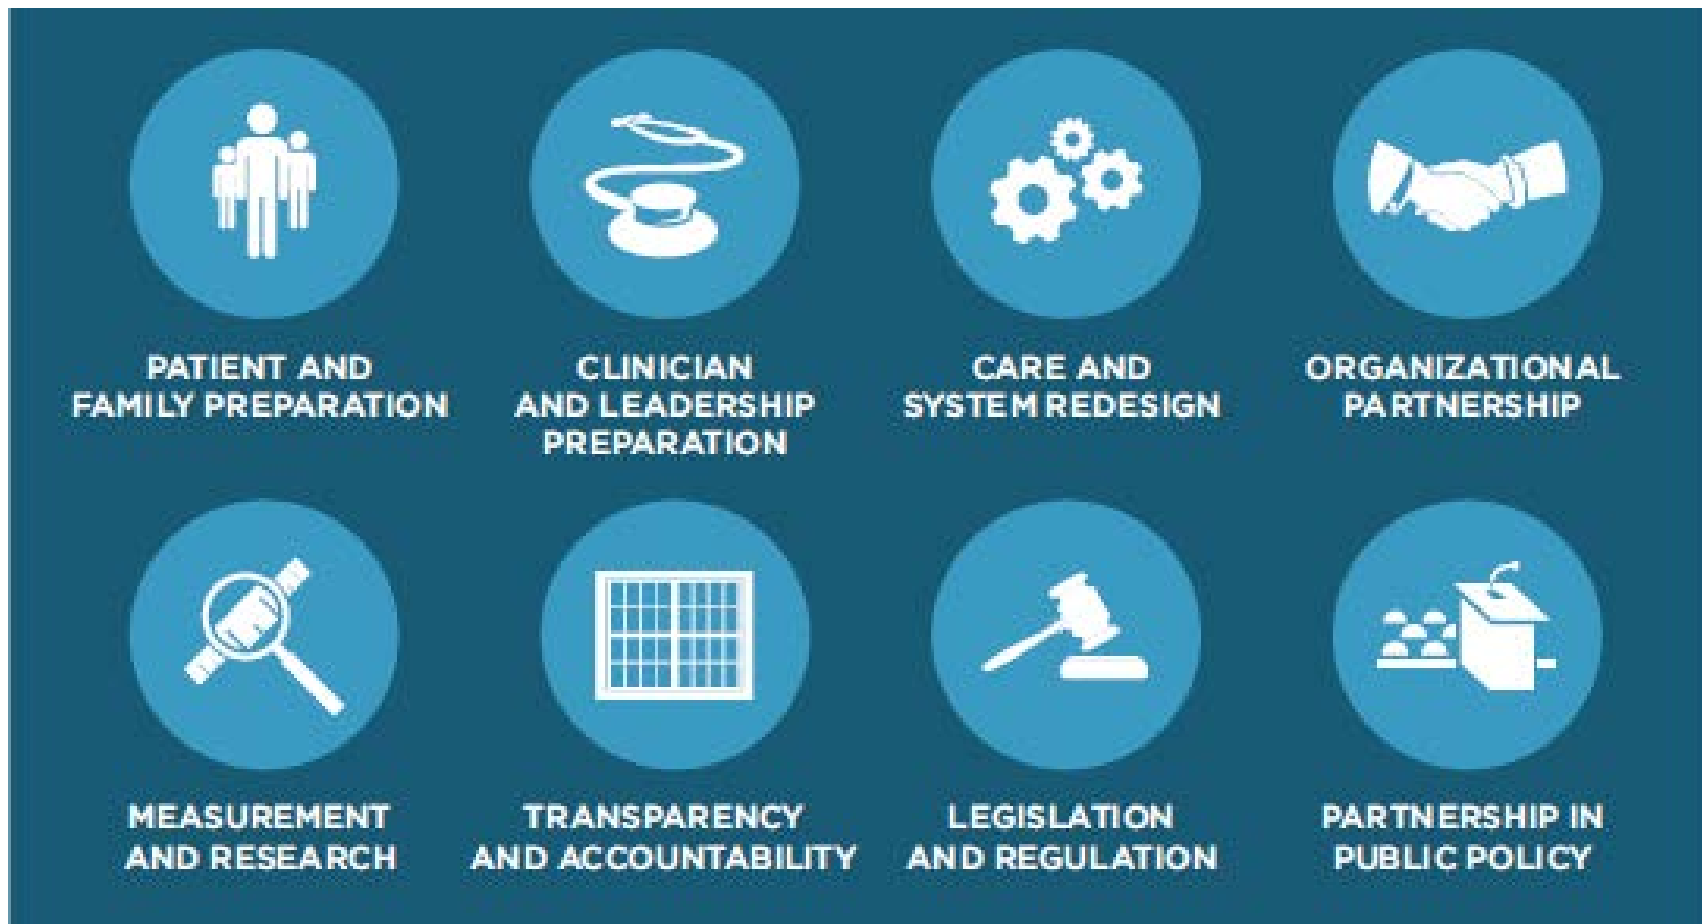 PATIENT AND
FAMILY PREPARATION
CLINICIAN
AND LEADERSHIP
PREPARATION
CARE AND
SYSTEM REDESIGN
ORGANIZATIONAL
PARTNERSHIP
MEASUREMENT
AND RESEARCH
TRANSPARENCY
AND ACCOUNTABILITY
LEGISLATION
AND REGULATION
PARTNERSHIP IN
PUBLIC POLICY